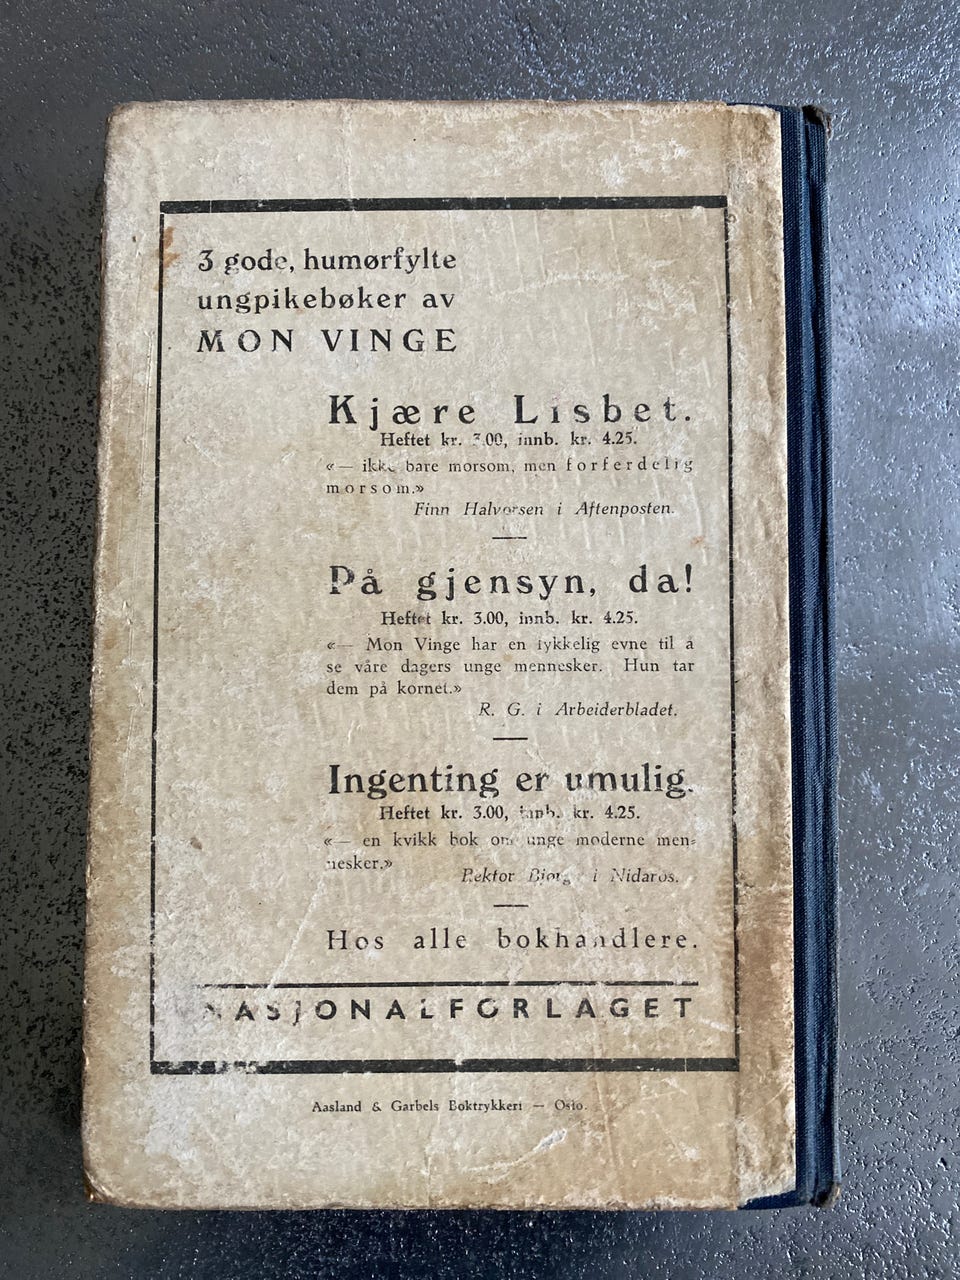 3 gode, humørfylte
ungpikebøker av
MON VINGE
Kjære Lisbet.
Heftet kr. 3.00, innb. kr. 4.25.
«— ikke bare morsom, men forferdelig
morsom.»
Finn Halvorsen i Aftenposten.
På gjensyn, da!
Heftet kr. 3.00, innb. kr. 4.25.
«— Mon Vinge har en lykkelig evne til å
se våre dagers unge mennesker. Hun tar
dem på kornet.»
R. G. i Arbeiderbladet.
Ingenting er umulig.
Heftet kr. 3.00, innb. kr. 4.25.
«— en kvikk bok om unge moderne men-
nesker.»
Rektor i Nidaros.
Hos alle bokhandlere.
NASJONALFORLAGET
Aasland & Garbels Boktrykkeri — Oslo.